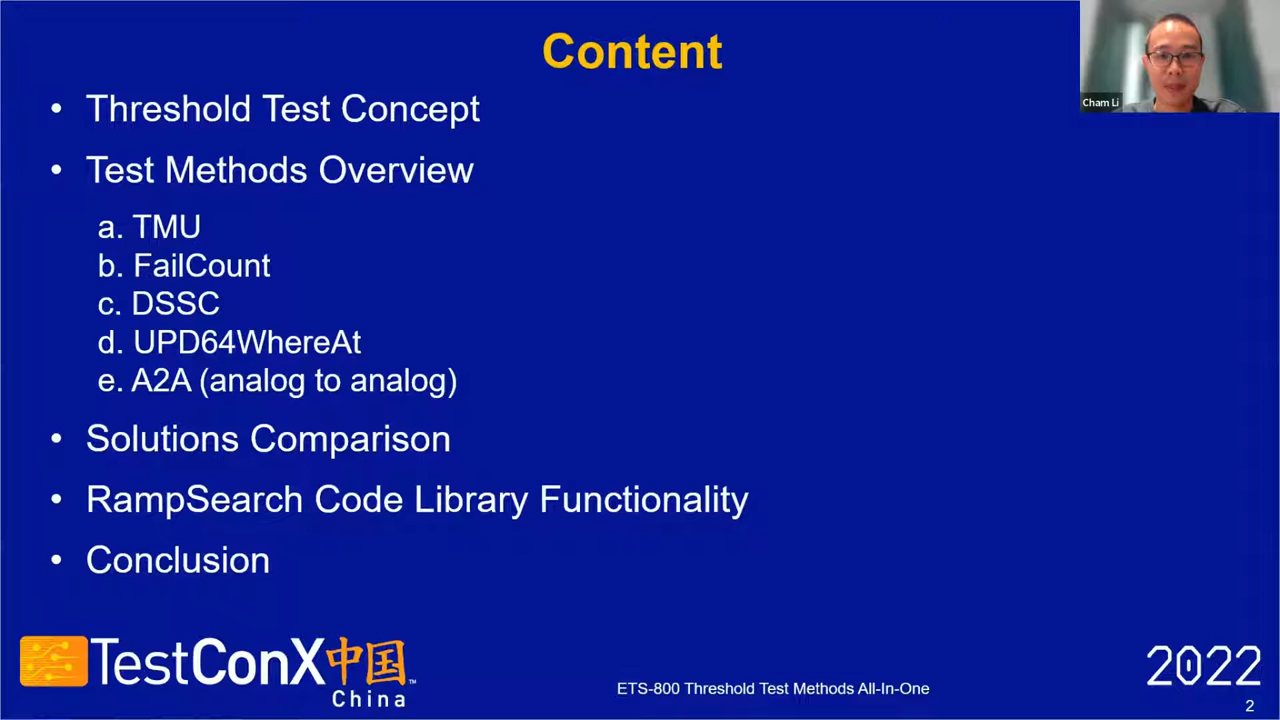 Content
Cham Li
• Threshold Test Concept
• Test Methods Overview
a. TMU
b. FailCount
c. DSSC
d. UPD64WhereAt
e. A2A (analog to analog)
• Solutions Comparison
• RampSearch Code Library Functionality
• Conclusion
TestConX中国™
China
ETS-800 Threshold Test Methods All-In-One
2022
2